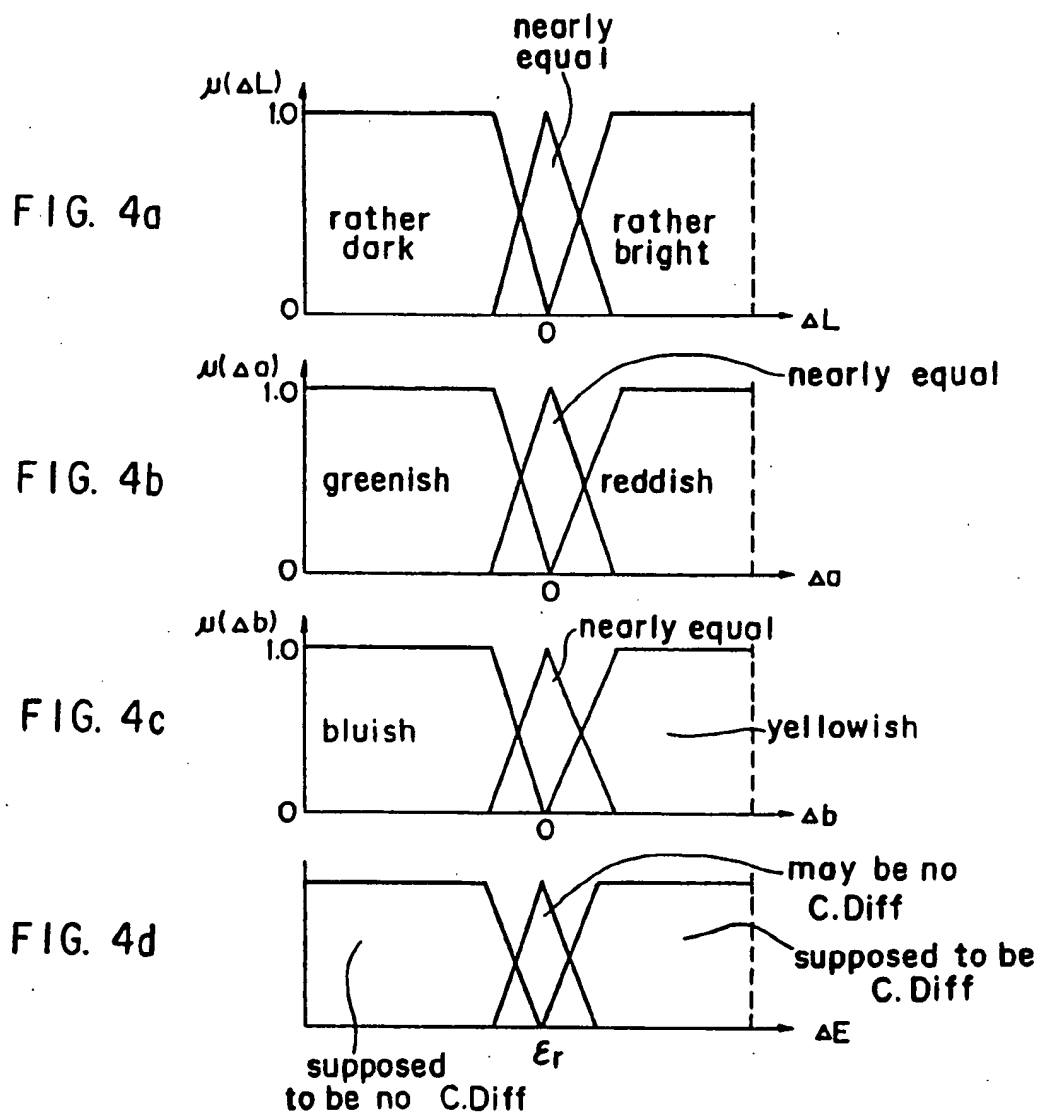 nearly
equal
μ(ΔL)
1.0
FIG. 4a
rather
dark
rather
bright
0
0
ΔL
μ(Δa)
1.0
nearly equal
FIG. 4b
greenish
reddish
0
0
Δa
μ(Δb)
1.0
nearly equal
FIG. 4c
bluish
yellowish
0
0
Δb
may be no
C.Diff
FIG. 4d
supposed to be
C.Diff
εr
ΔE
supposed
to be no C.Diff